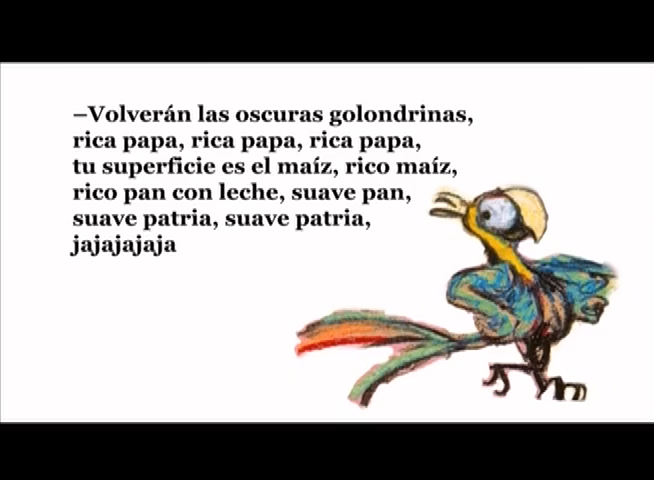 –Volverán las oscuras golondrinas,
rica papa, rica papa, rica papa,
tu superficie es el maíz, rico maíz,
rico pan con leche, suave pan,
suave patria, suave patria,
jajajajaja